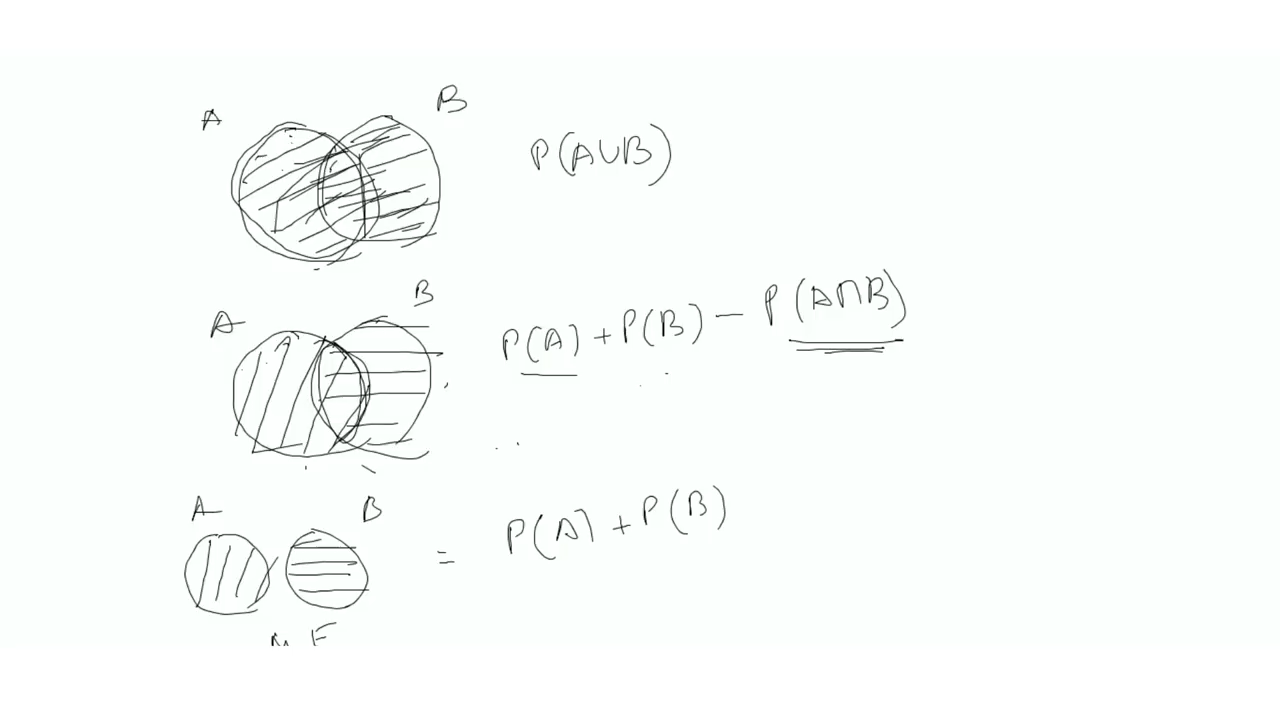 A B
P(A∪B)
A B
P(A) + P(B) − P(A∩B)
A B
= P(A) + P(B)